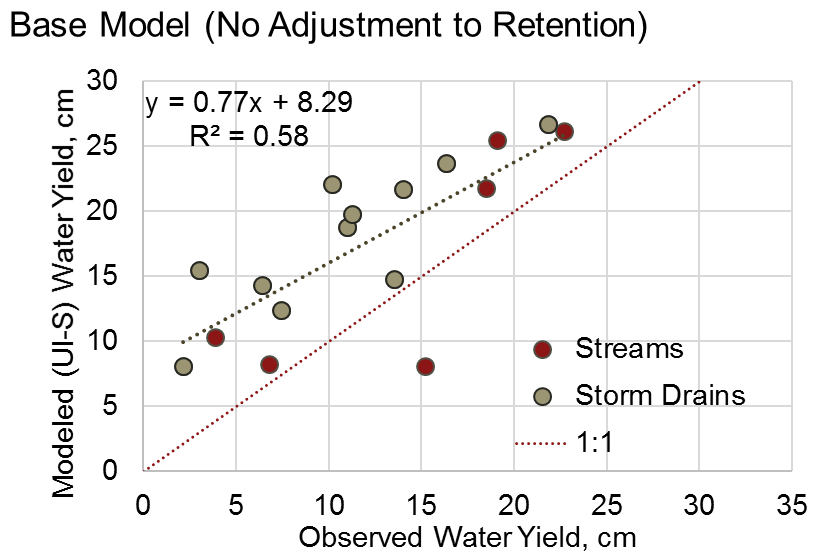 Base Model (No Adjustment to Retention)
y = 0.77x + 8.29
R² = 0.58
Modeled (UI-S) Water Yield, cm
30
25
20
15
10
5
0
Streams
Storm Drains
1:1
0 5 10 15 20 25 30 35
Observed Water Yield, cm